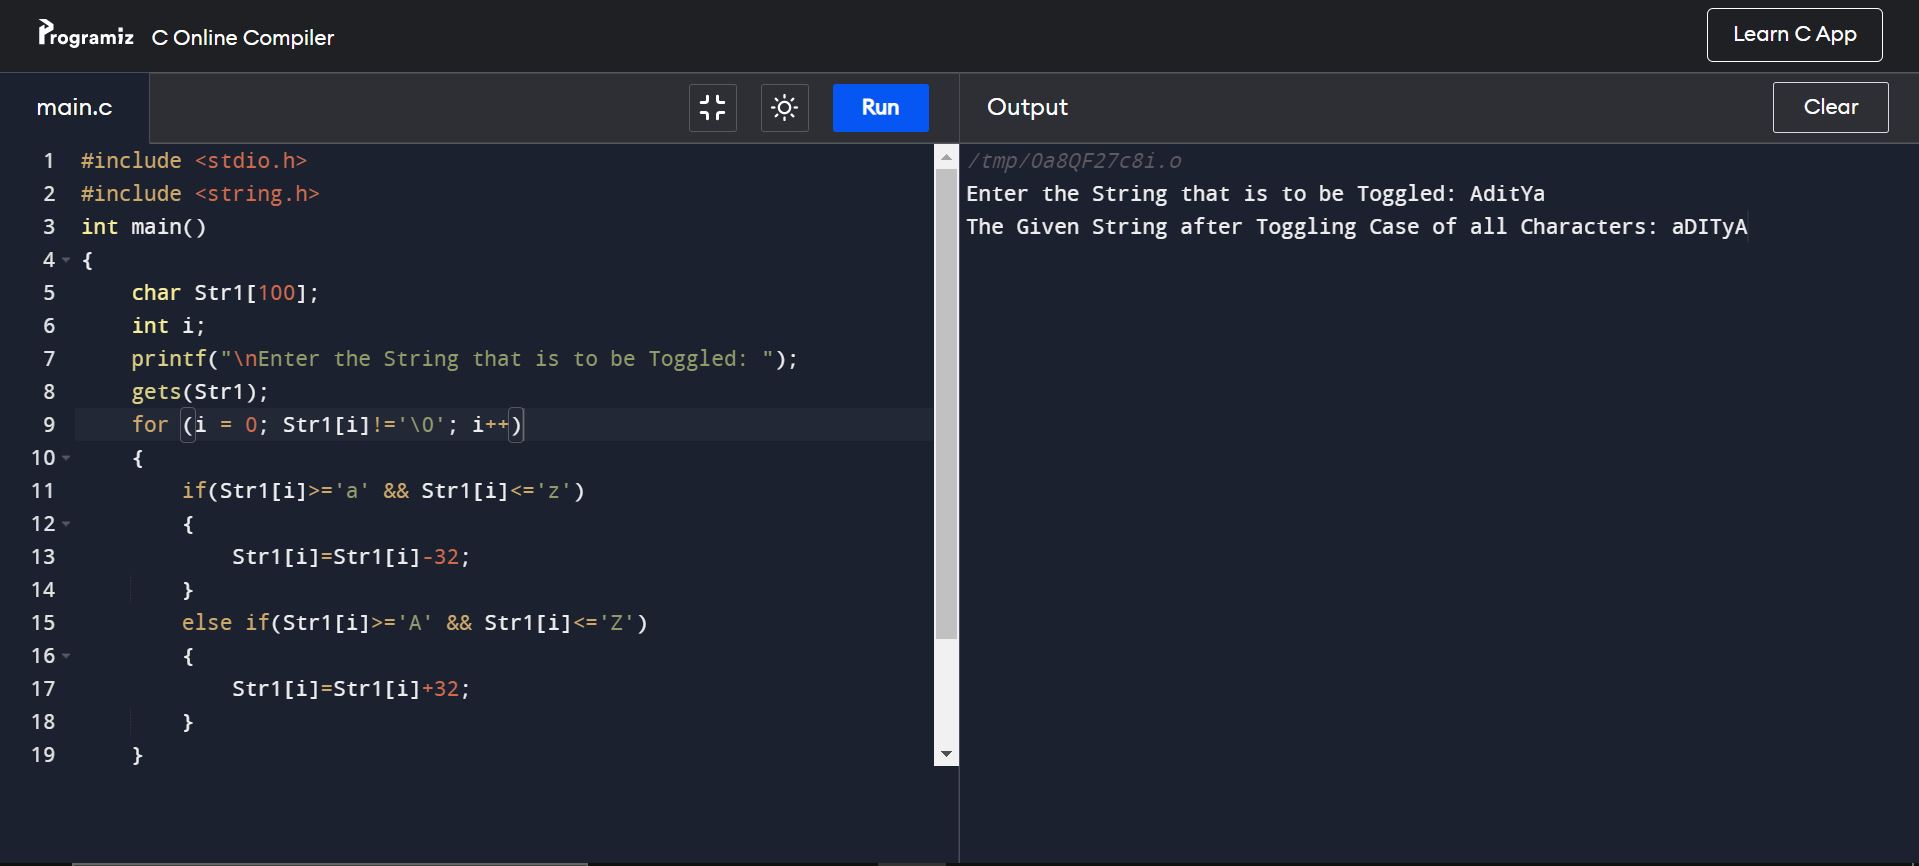 Programiz C Online Compiler
Learn C App
main.c
Run
Output
Clear
1 #include <stdio.h>
2 #include <string.h>
3 int main()
4 {
5 char Str1[100];
6 int i;
7 printf("\nEnter the String that is to be Toggled: ");
8 gets(Str1);
9 for (i = 0; Str1[i]!='\0'; i++)
10 {
11 if(Str1[i]>='a' && Str1[i]<='z')
12 {
13 Str1[i]=Str1[i]-32;
14 }
15 else if(Str1[i]>='A' && Str1[i]<='Z')
16 {
17 Str1[i]=Str1[i]+32;
18 }
19 }
/tmp/Oa8QF27c8i.o
Enter the String that is to be Toggled: AditYa
The Given String after Toggling Case of all Characters: aDITyA